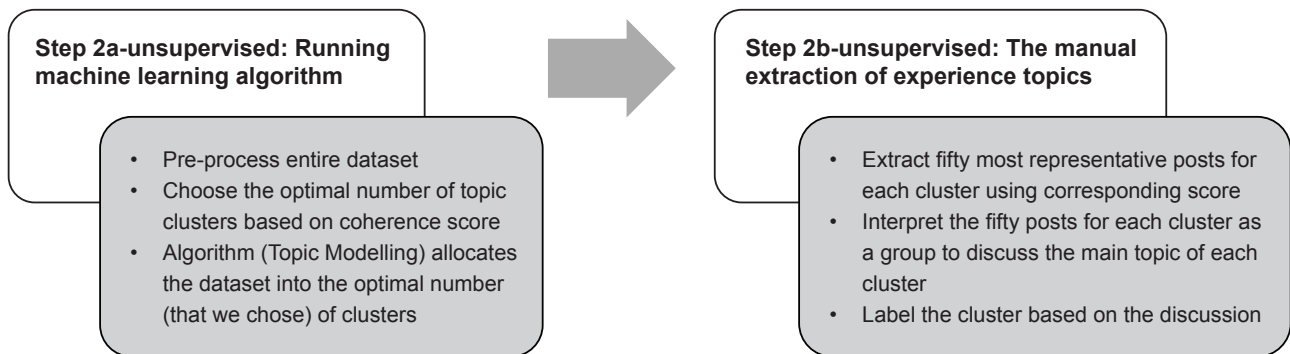 Step 2a-unsupervised: Running
machine learning algorithm
• Pre-process entire dataset
• Choose the optimal number of topic
clusters based on coherence score
• Algorithm (Topic Modelling) allocates
the dataset into the optimal number
(that we chose) of clusters
Step 2b-unsupervised: The manual
extraction of experience topics
• Extract fifty most representative posts for
each cluster using corresponding score
• Interpret the fifty posts for each cluster as
a group to discuss the main topic of each
cluster
• Label the cluster based on the discussion